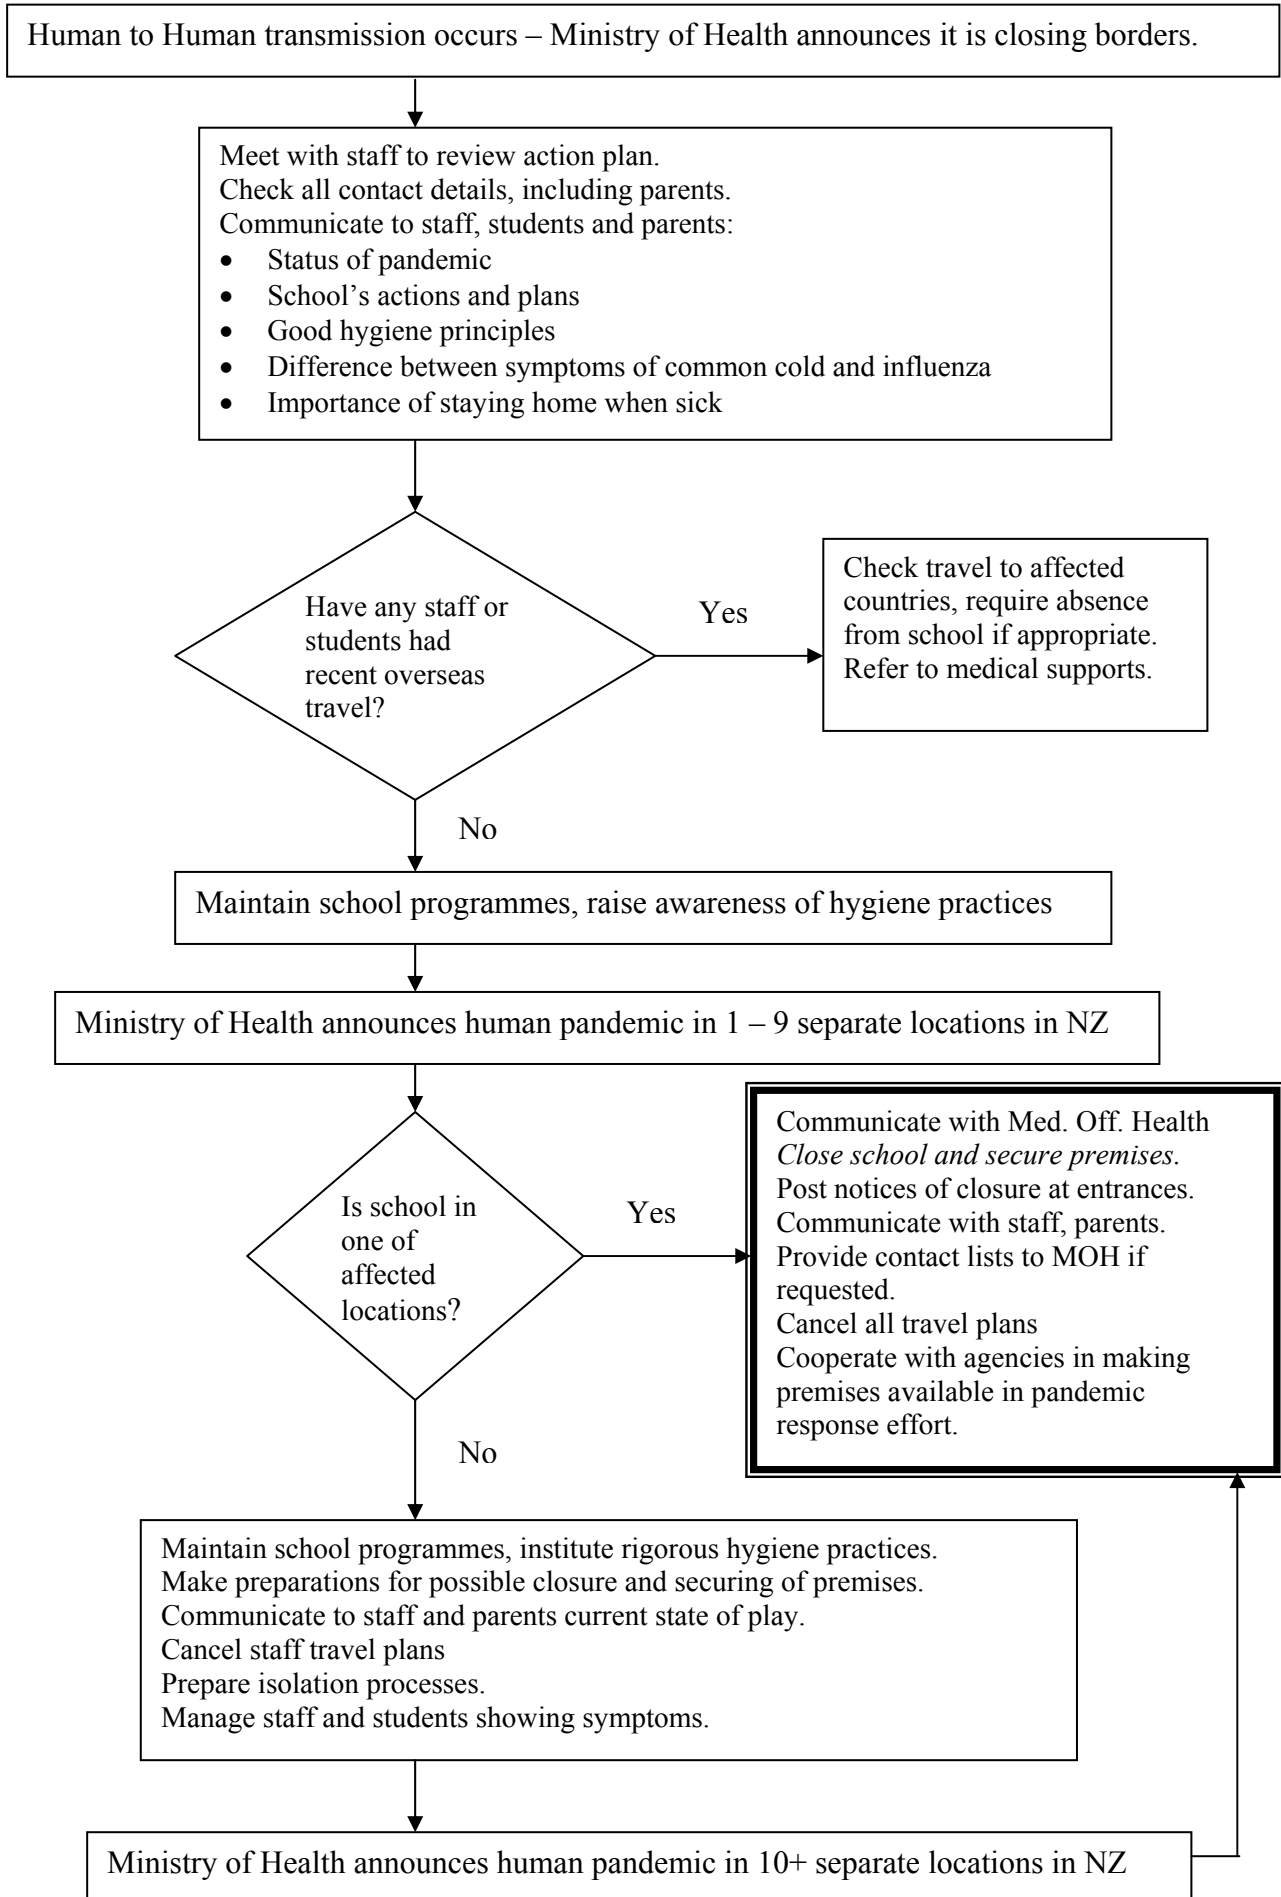 Human to Human transmission occurs – Ministry of Health announces it is closing borders.
Meet with staff to review action plan.
Check all contact details, including parents.
Communicate to staff, students and parents:
• Status of pandemic
• School’s actions and plans
• Good hygiene principles
• Difference between symptoms of common cold and influenza
• Importance of staying home when sick
Have any staff or
students had
recent overseas
travel?
Yes
Check travel to affected
countries, require absence
from school if appropriate.
Refer to medical supports.
No
Maintain school programmes, raise awareness of hygiene practices
Ministry of Health announces human pandemic in 1 – 9 separate locations in NZ
Is school in
one of
affected
locations?
Yes
Communicate with Med. Off. Health
Close school and secure premises.
Post notices of closure at entrances.
Communicate with staff, parents.
Provide contact lists to MOH if
requested.
Cancel all travel plans
Cooperate with agencies in making
premises available in pandemic
response effort.
No
Maintain school programmes, institute rigorous hygiene practices.
Make preparations for possible closure and securing of premises.
Communicate to staff and parents current state of play.
Cancel staff travel plans
Prepare isolation processes.
Manage staff and students showing symptoms.
Ministry of Health announces human pandemic in 10+ separate locations in NZ